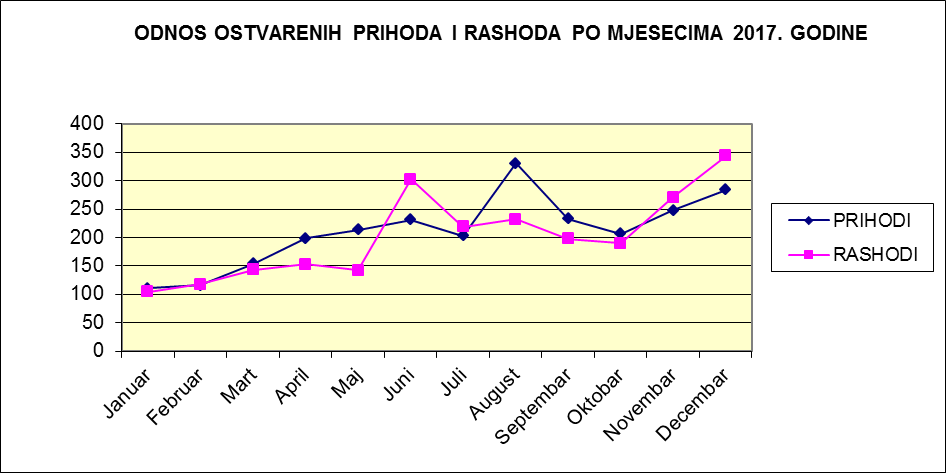 ODNOS OSTVARENIH PRIHODA I RASHODA PO MJESECIMA 2017. GODINE
400
350
300
250
200
150
100
50
0
Januar
Februar
Mart
April
Maj
Juni
Juli
August
Septembar
Oktobar
Novembar
Decembar
PRIHODI
RASHODI